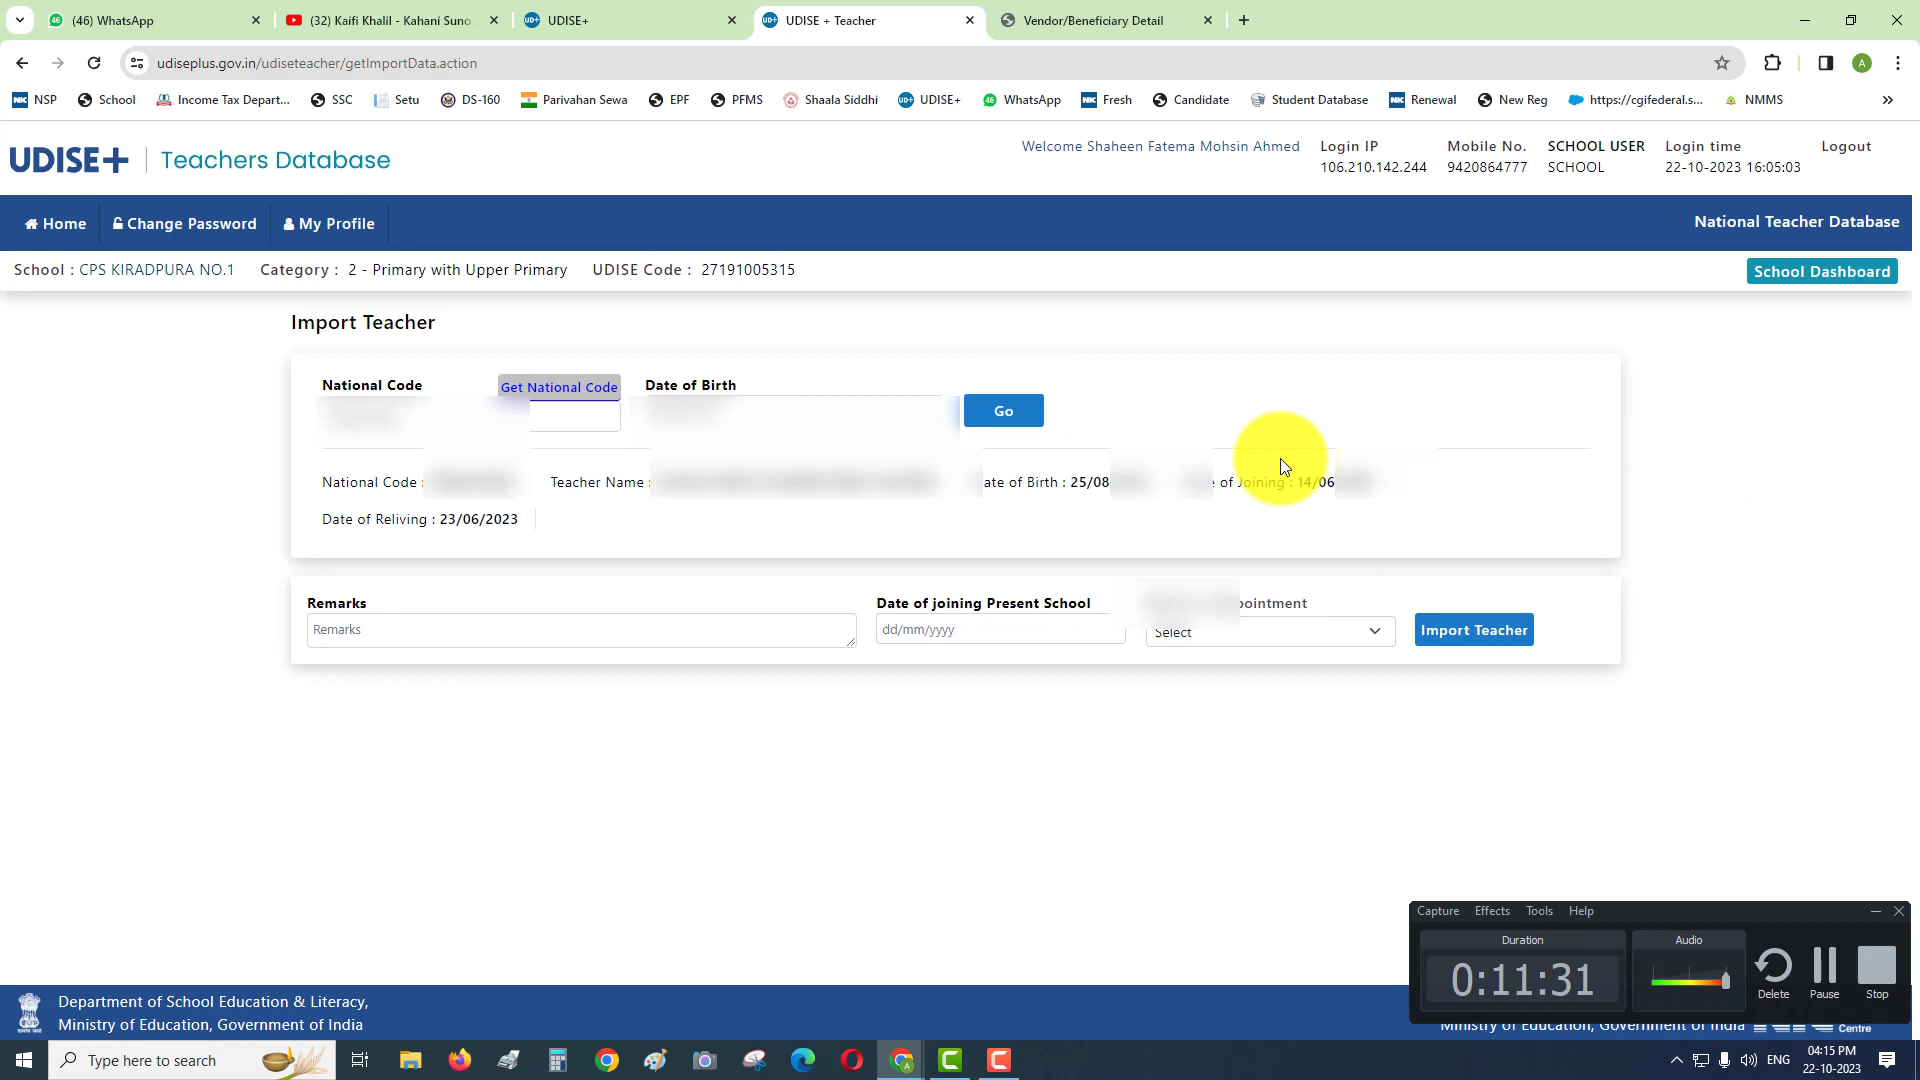 (46) WhatsApp
(32) Kaifi Khalil - Kahani Suno
UDISE+
UDISE + Teacher
Vendor/Beneficiary Detail
udiseplus.gov.in/udiseteacher/getImportData.action
A
NSP
School
Income Tax Depart...
SSC
Setu
DS-160
Parivahan Sewa
EPF
PFMS
Shaala Siddhi
UDISE+
WhatsApp
Fresh
Candidate
Student Database
Renewal
New Reg
https://cgifederal.s...
NMMS
UDISE+ Teachers Database
Welcome Shaheen Fatema Mohsin Ahmed
Login IP
106.210.142.244
Mobile No.
9420864777
SCHOOL USER
SCHOOL
Login time
22-10-2023 16:05:03
Logout
Home
Change Password
My Profile
National Teacher Database
School : CPS KIRADPURA NO.1
Category : 2 - Primary with Upper Primary
UDISE Code : 27191005315
School Dashboard
Import Teacher
National Code
Get National Code
Date of Birth
Go
National Code :
Teacher Name :
ate of Birth : 25/08
e of Joining : 14/06
Date of Reliving : 23/06/2023
Remarks
Remarks
Date of joining Present School
dd/mm/yyyy
pointment
Select
Import Teacher
Capture Effects Tools Help
Duration
0:11:31
Audio
Delete
Pause
Stop
Department of School Education & Literacy,
Ministry of Education, Government of India
Ministry of Education, Government of India
Centre
Type here to search
ENG
04:15 PM
22-10-2023